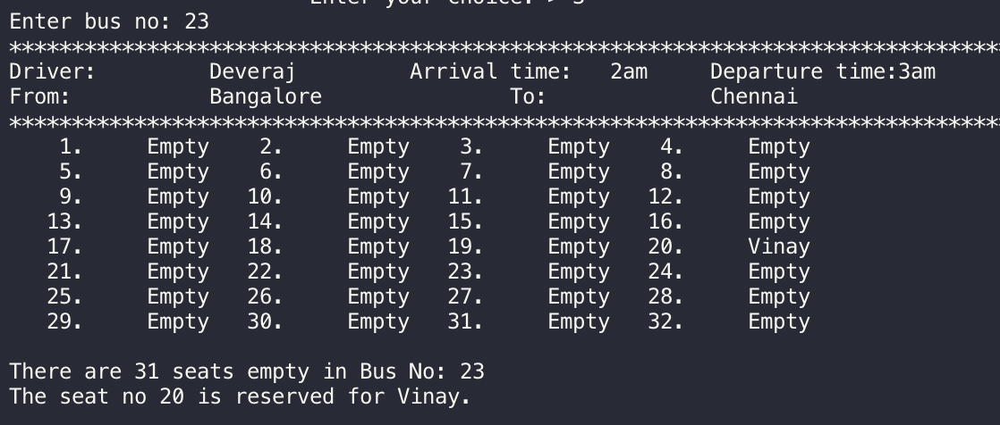 Enter your choice: > 3
Enter bus no: 23
*******************************************************************************
Driver: Deveraj Arrival time: 2am Departure time:3am
From: Bangalore To: Chennai
*******************************************************************************
1. Empty 2. Empty 3. Empty 4. Empty
5. Empty 6. Empty 7. Empty 8. Empty
9. Empty 10. Empty 11. Empty 12. Empty
13. Empty 14. Empty 15. Empty 16. Empty
17. Empty 18. Empty 19. Empty 20. Vinay
21. Empty 22. Empty 23. Empty 24. Empty
25. Empty 26. Empty 27. Empty 28. Empty
29. Empty 30. Empty 31. Empty 32. Empty
There are 31 seats empty in Bus No: 23
The seat no 20 is reserved for Vinay.